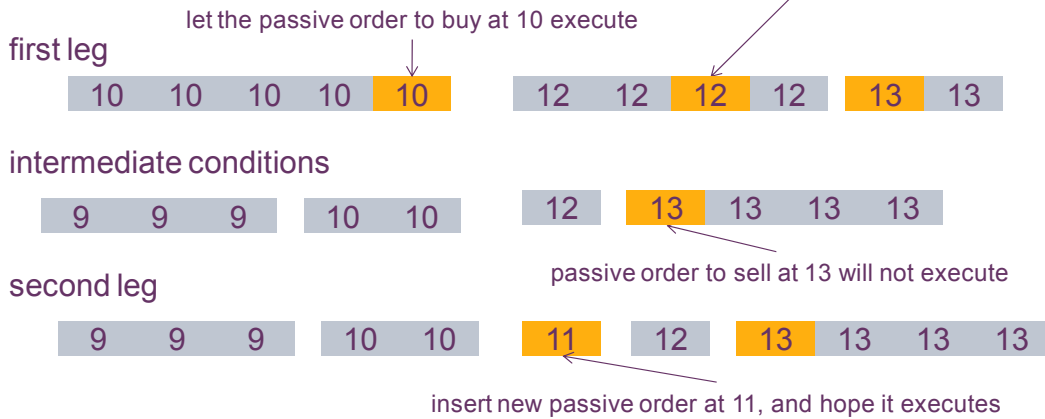 let the passive order to buy at 10 execute
first leg
10 10 10 10 10 12 12 12 12 13 13
intermediate conditions
9 9 9 10 10 12 13 13 13 13
passive order to sell at 13 will not execute
second leg
9 9 9 10 10 11 12 13 13 13 13
insert new passive order at 11, and hope it executes